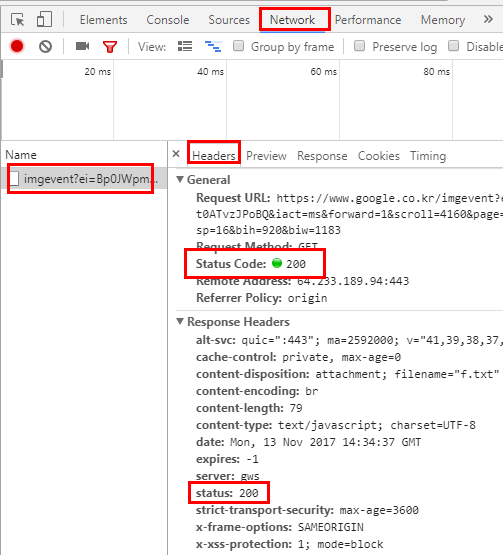 Elements Console Sources Network Performance Memory »
View: Group by frame Preserve log Disable
20 ms 40 ms 60 ms 80 ms
Name
imgevent?ei=Bp0JWpm...
× Headers Preview Response Cookies Timing
General
Request URL: https://www.google.co.kr/imgevent?e
t0ATvzJPoBQ&iact=ms&forward=1&scroll=4160&page=
sp=16&bih=920&biw=1183
Request Method: GET
Status Code: 200
Remote Address: 64.233.189.94:443
Referrer Policy: origin
Response Headers
alt-svc: quic=":443"; ma=2592000; v="41,39,38,37,
cache-control: private, max-age=0
content-disposition: attachment; filename="f.txt"
content-encoding: br
content-length: 79
content-type: text/javascript; charset=UTF-8
date: Mon, 13 Nov 2017 14:34:37 GMT
expires: -1
server: gws
status: 200
strict-transport-security: max-age=3600
x-frame-options: SAMEORIGIN
x-xss-protection: 1; mode=block